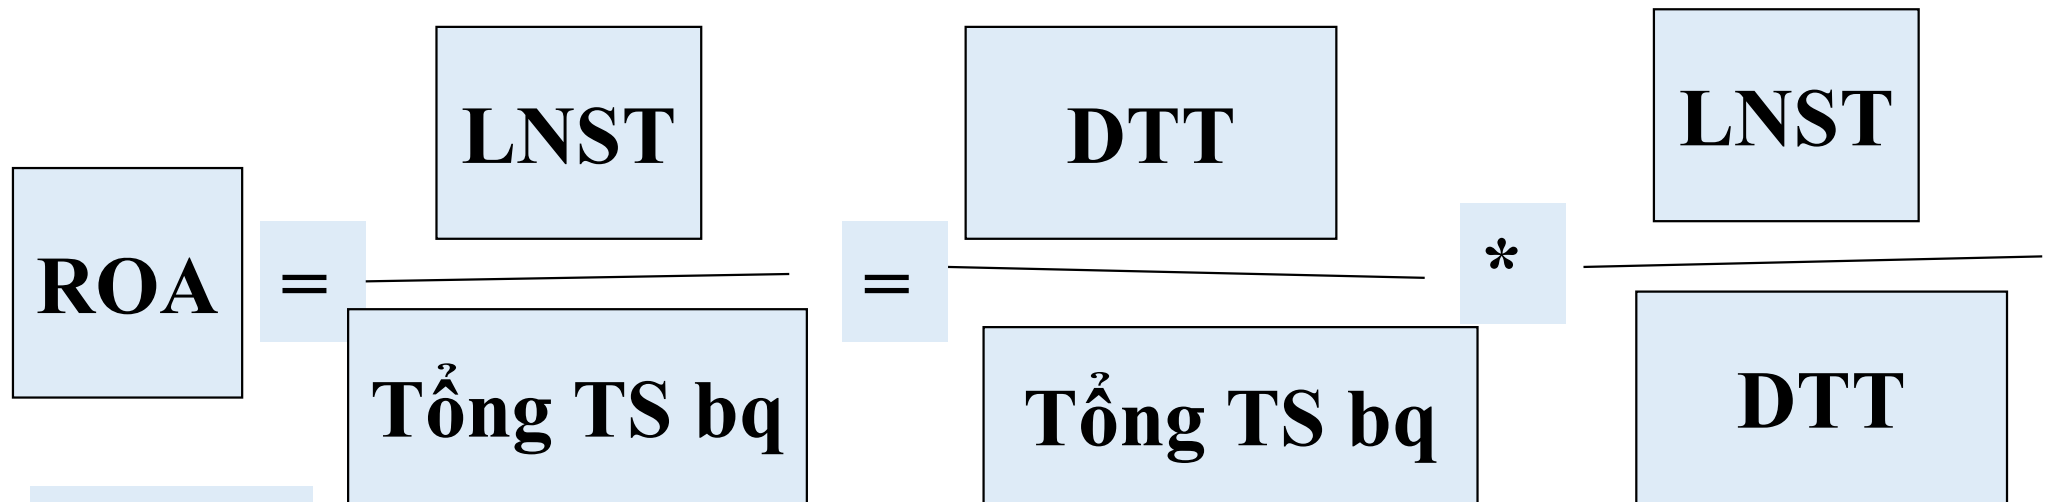 LNST DTT LNST
ROA = = *
Tổng TS bq Tổng TS bq DTT